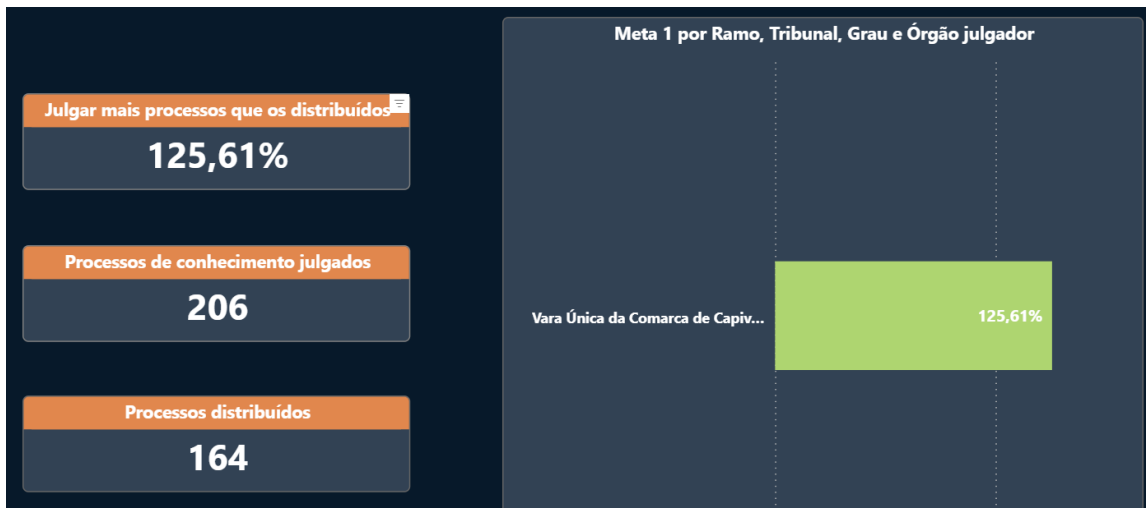 Julgar mais processos que os distribuídos
125,61%
Processos de conhecimento julgados
206
Processos distribuídos
164
Meta 1 por Ramo, Tribunal, Grau e Órgão julgador
Vara Única da Comarca de Capiv...
125,61%